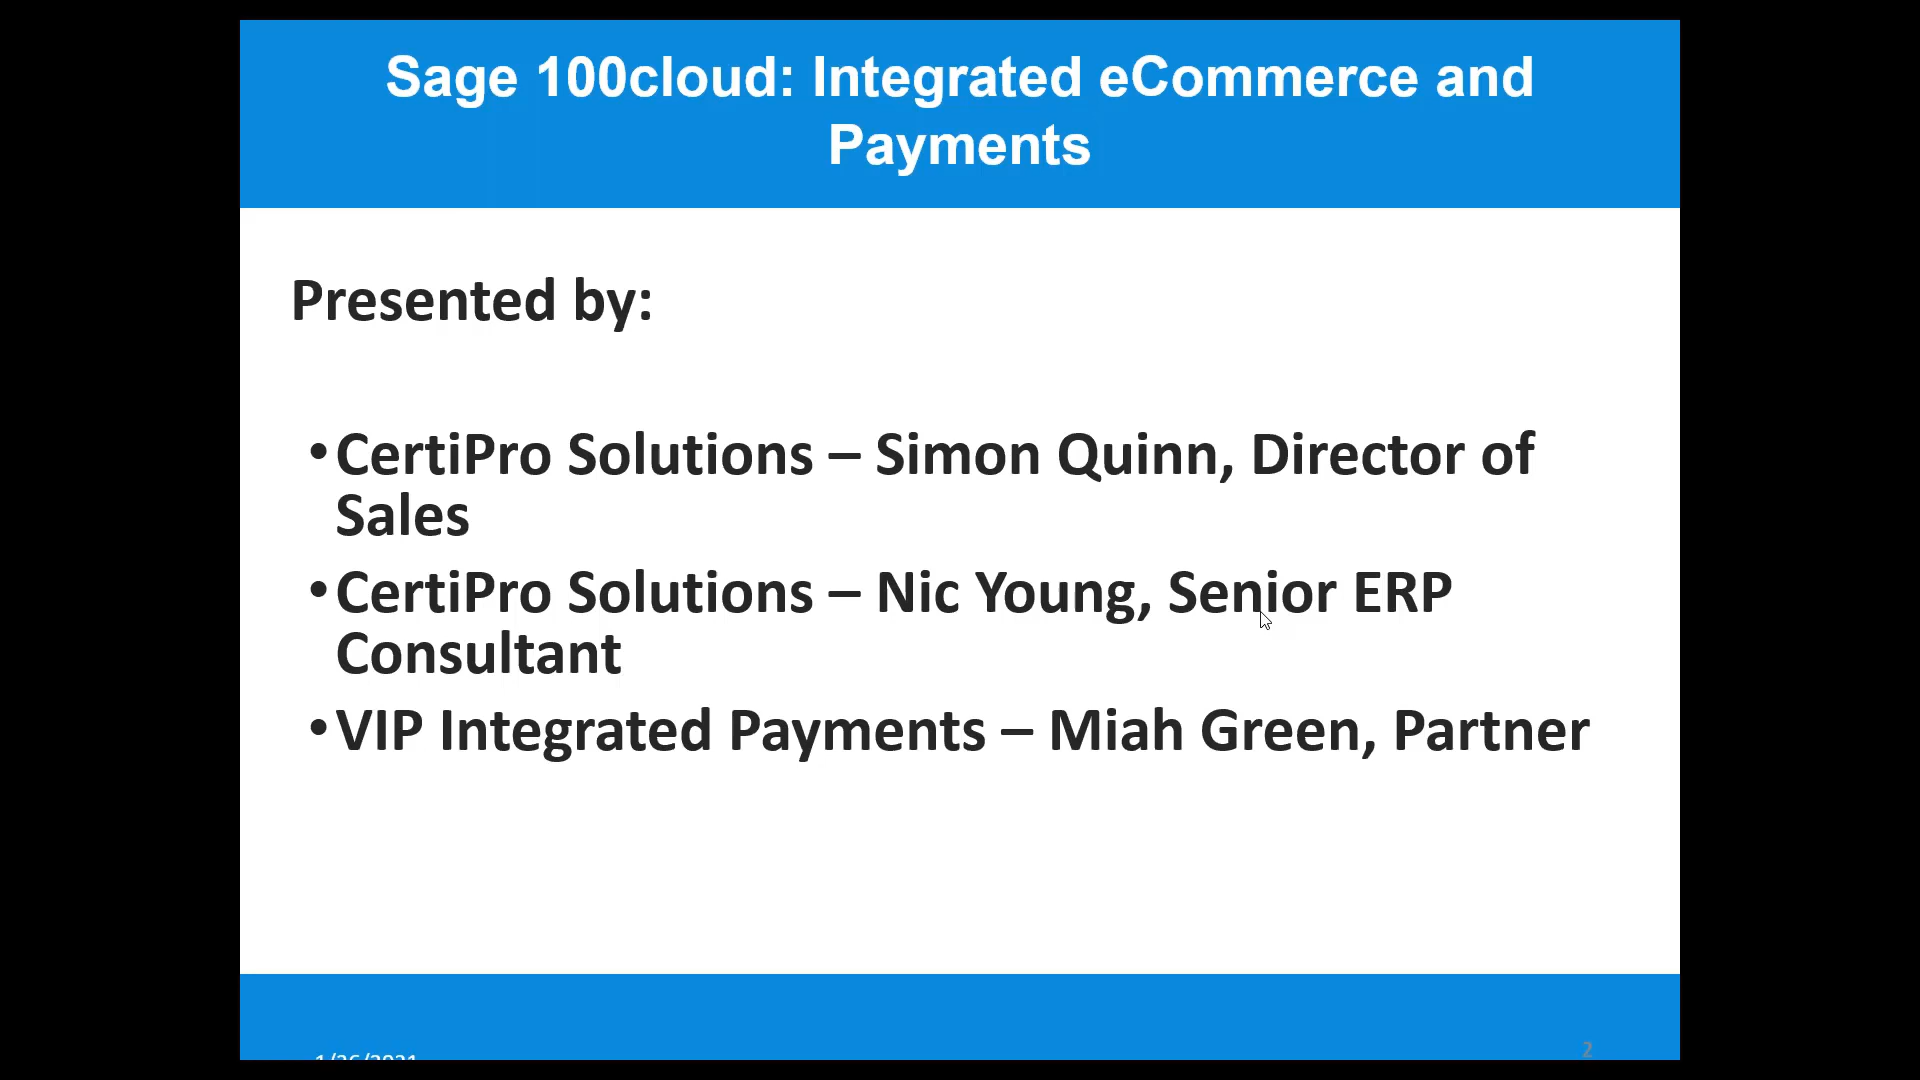 Sage 100cloud: Integrated eCommerce and
Payments
Presented by:
•CertiPro Solutions – Simon Quinn, Director of
Sales
•CertiPro Solutions – Nic Young, Senior ERP
Consultant
•VIP Integrated Payments – Miah Green, Partner
1/26/2021
2